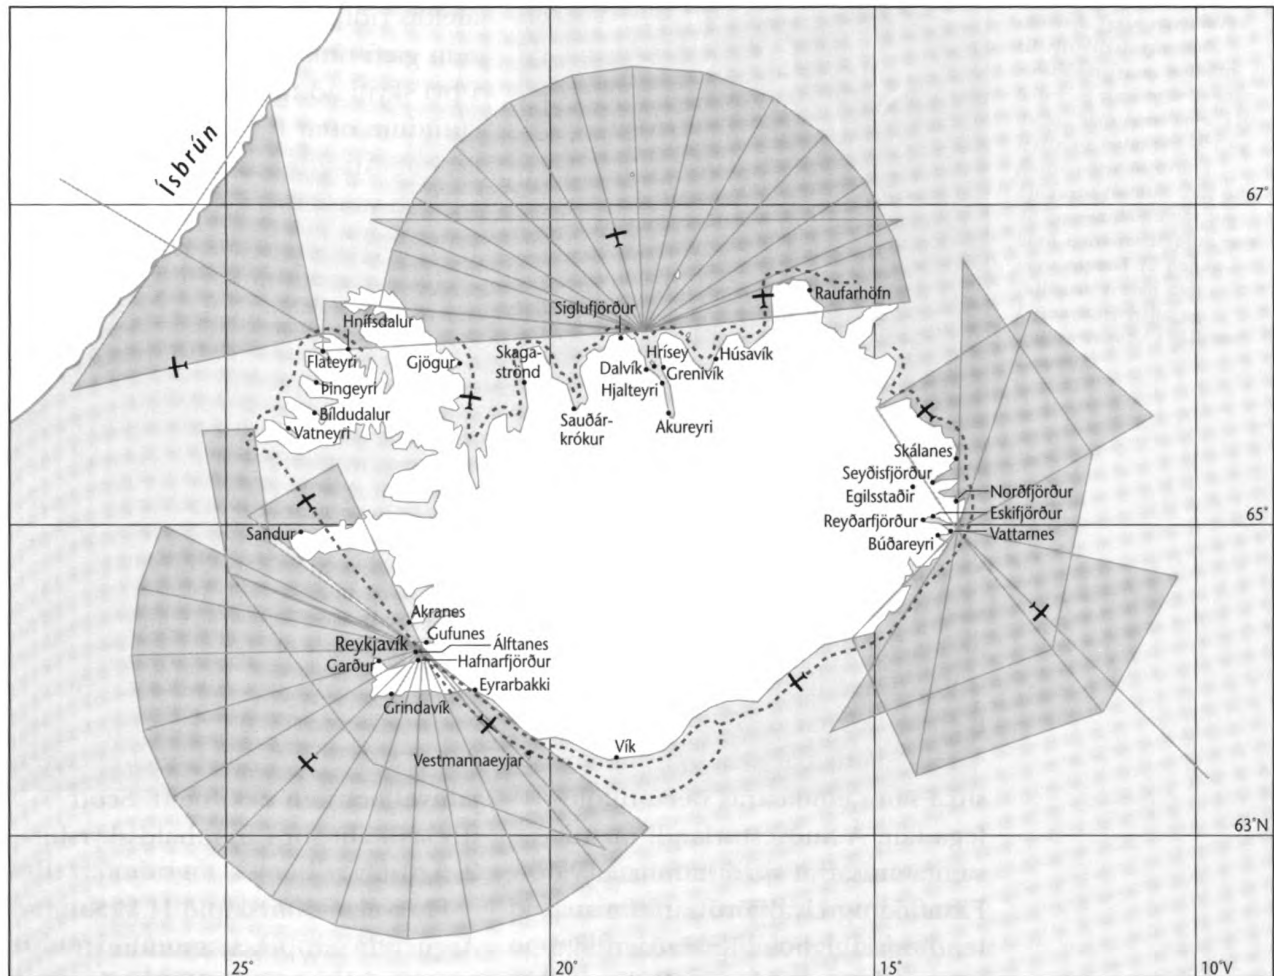 Ísbrún
67°
Raufarhöfn
Siglufjörður
Hnífsdalur
Flateyri
Gjögur
Skaga-
strönd
Hrísey
Húsavík
Dalvík
Grenivík
Þingeyri
Hjalteyri
Bíldudalur
Sauðár-
krókur
Akureyri
Vatneyri
Skálanes
Seyðisfjörður
Egilsstaðir
Norðfjörður
Reyðarfjörður
Eskifjörður
65°
Sandur
Búðareyri
Vattarnes
Akranes
Gufunes
Reykjavík
Álftanes
Garður
Hafnarfjörður
Eyrarbakki
Grindavík
Vík
Vestmannaeyjar
63°N
25°
20°
15°
10°V